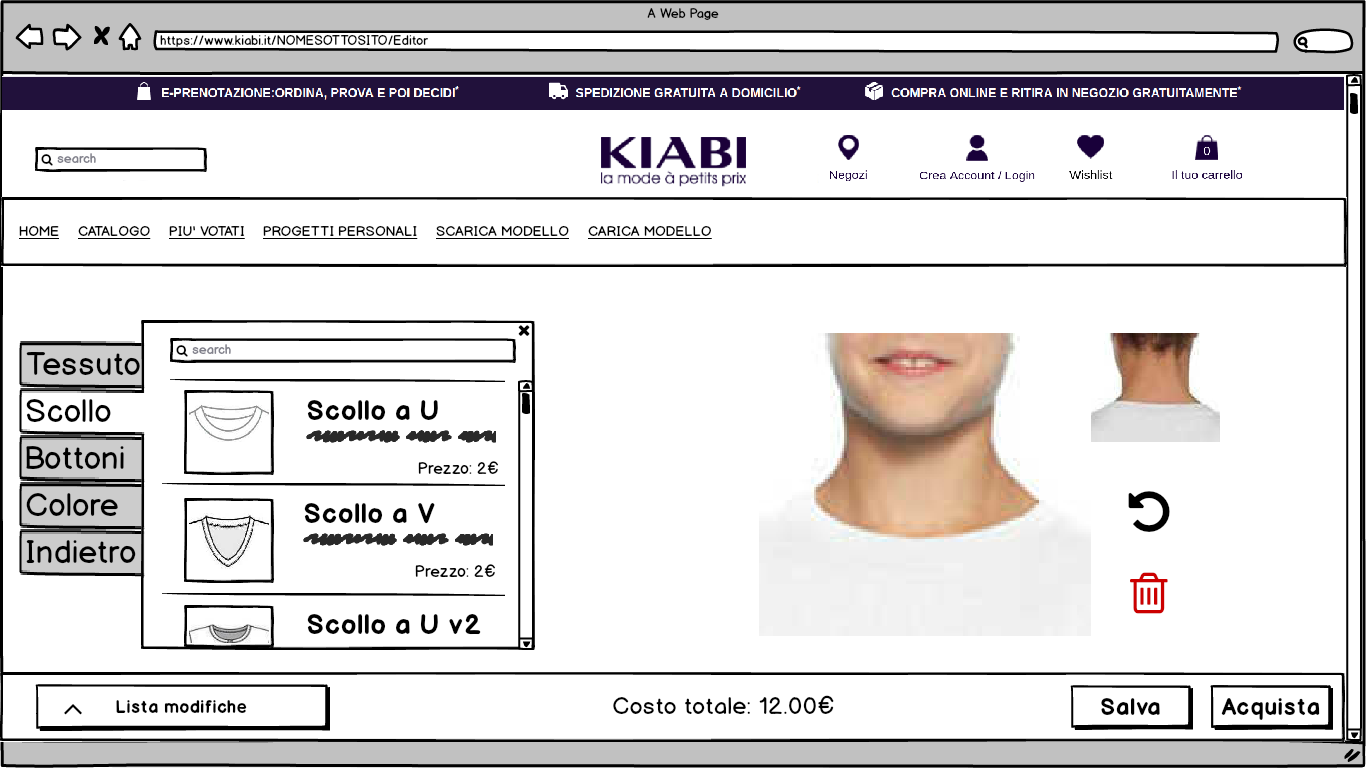 A Web Page
https://www.kiabi.it/NOMESOTTOSITO/Editor
E-PRENOTAZIONE:ORDINA, PROVA E POI DECIDI*
SPEDIZIONE GRATUITA A DOMICILIO*
COMPRA ONLINE E RITIRA IN NEGOZIO GRATUITAMENTE*
search
KIABI
la mode à petits prix
Negozi
Crea Account / Login
Wishlist
0
Il tuo carrello
HOME CATALOGO PIU' VOTATI PROGETTI PERSONALI SCARICA MODELLO CARICA MODELLO
Tessuto
Scollo
Bottoni
Colore
Indietro
search
Scollo a U
Prezzo: 2€
Scollo a V
Prezzo: 2€
Scollo a U v2
Lista modifiche
Costo totale: 12.00€
Salva
Acquista